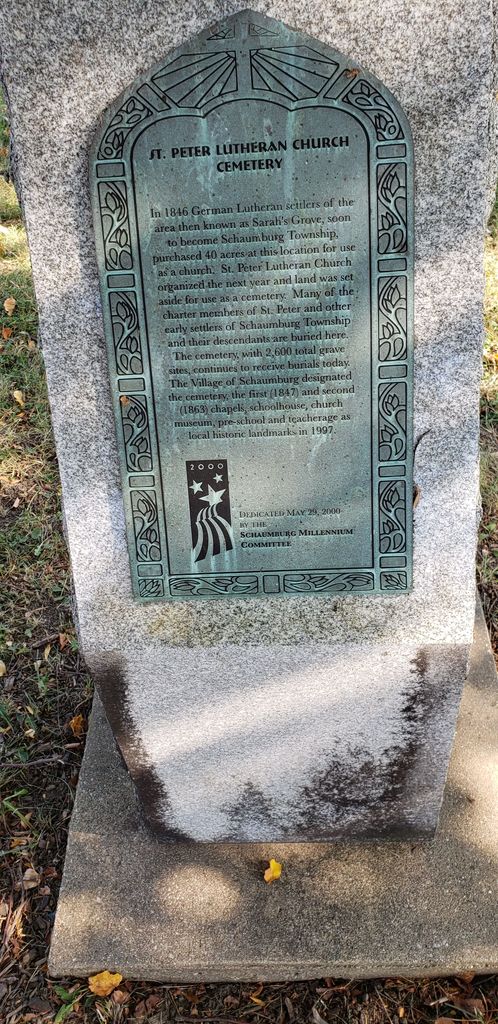 ST. PETER LUTHERAN CHURCH
CEMETERY
In 1846 German Lutheran settlers of the
area then known as Sarah's Grove, soon
to become Schaumburg Township,
purchased 40 acres at this location for use
as a church. St. Peter Lutheran Church
organized the next year and land was set
aside for use as a cemetery. Many of the
charter members of St. Peter and other
early settlers of Schaumburg Township
and their descendants are buried here.
The cemetery, with 2,600 total grave
sites, continues to receive burials today.
The Village of Schaumburg designated
the cemetery, the first (1847) and second
(1863) chapels, schoolhouse, church
museum, pre-school and teacherage as
local historic landmarks in 1997.
2000
DEDICATED MAY 29, 2000
BY THE
SCHAUMBURG MILLENNIUM
COMMITTEE